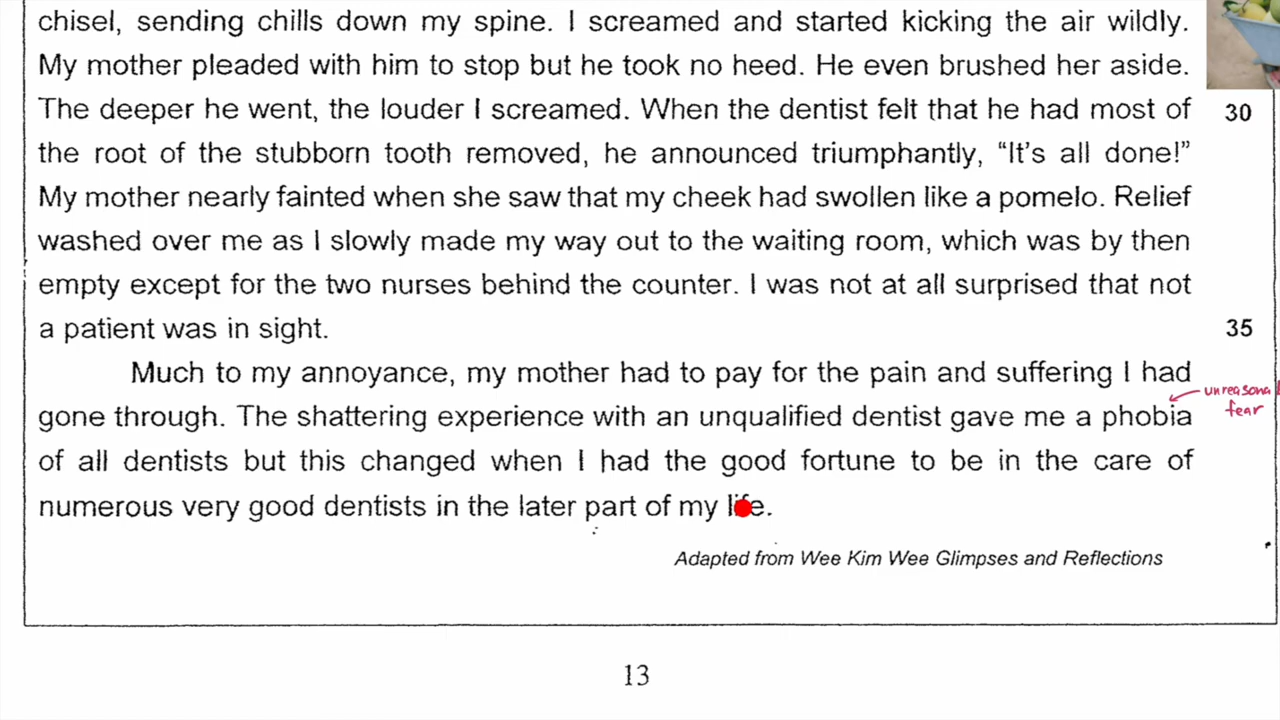 chisel, sending chills down my spine. I screamed and started kicking the air wildly.
My mother pleaded with him to stop but he took no heed. He even brushed her aside.
The deeper he went, the louder I screamed. When the dentist felt that he had most of 30
the root of the stubborn tooth removed, he announced triumphantly, “It’s all done!”
My mother nearly fainted when she saw that my cheek had swollen like a pomelo. Relief
washed over me as I slowly made my way out to the waiting room, which was by then
empty except for the two nurses behind the counter. I was not at all surprised that not
a patient was in sight. 35
Much to my annoyance, my mother had to pay for the pain and suffering I had
gone through. The shattering experience with an unqualified dentist gave me a phobia
of all dentists but this changed when I had the good fortune to be in the care of
numerous very good dentists in the later part of my life.
unreasona
fear
Adapted from Wee Kim Wee Glimpses and Reflections
13